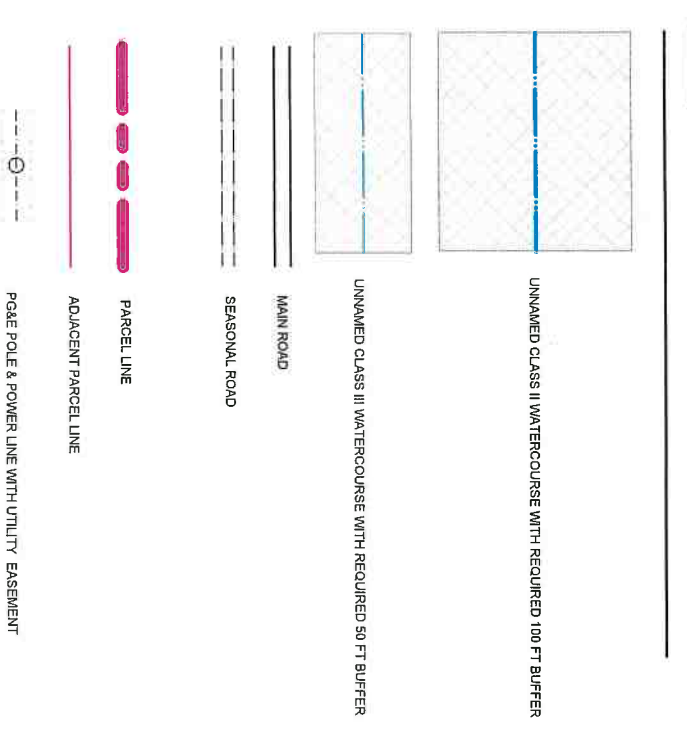 UNNAMED CLASS II WATERCOURSE WITH REQUIRED 100 FT BUFFER
UNNAMED CLASS III WATERCOURSE WITH REQUIRED 50 FT BUFFER
MAIN ROAD
SEASONAL ROAD
PARCEL LINE
ADJACENT PARCEL LINE
PG&E POLE & POWER LINE WITH UTILITY EASEMENT